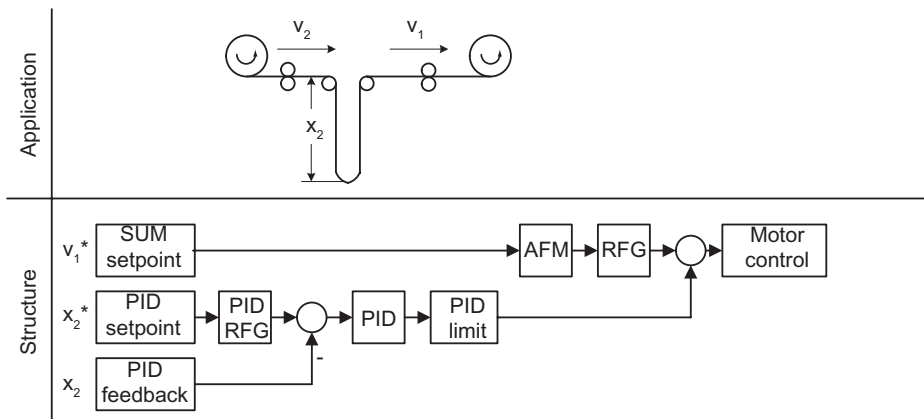 Application
v2
v1
x2
Structure
v1*
SUM
setpoint
AFM
RFG
Motor
control
x2*
PID
setpoint
PID
RFG
PID
PID
limit
-
x2
PID
feedback